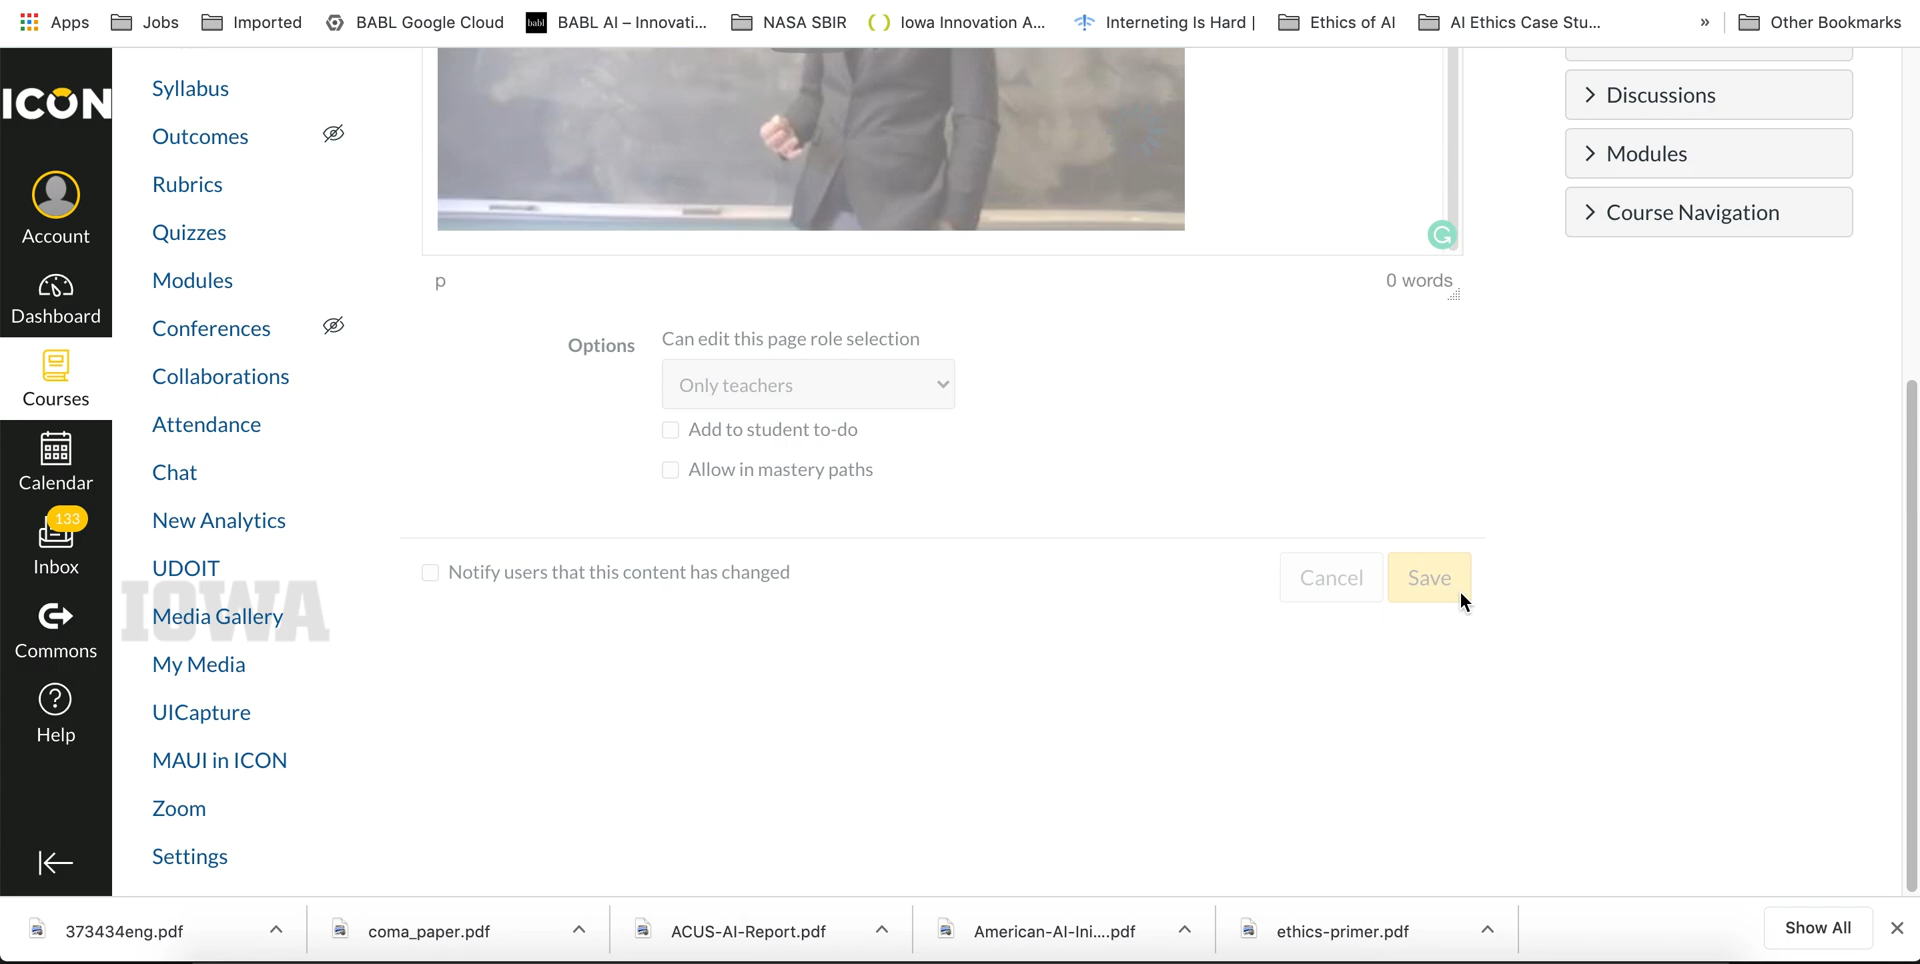 Apps Jobs Imported BABL Google Cloud babl BABL AI – Innovati... NASA SBIR Iowa Innovation A... Interneting Is Hard | Ethics of AI AI Ethics Case Stu... » Other Bookmarks
ICON
Account
Dashboard
Courses
Calendar
133
Inbox
Commons
Help
Syllabus
Outcomes
Rubrics
Quizzes
Modules
Conferences
Collaborations
Attendance
Chat
New Analytics
UDOIT
IOWA
Media Gallery
My Media
UICapture
MAUI in ICON
Zoom
Settings
G
p 0 words
Options Can edit this page role selection
Only teachers
Add to student to-do
Allow in mastery paths
Notify users that this content has changed Cancel Save
Discussions
Modules
Course Navigation
373434eng.pdf coma_paper.pdf ACUS-AI-Report.pdf American-AI-Ini....pdf ethics-primer.pdf Show All